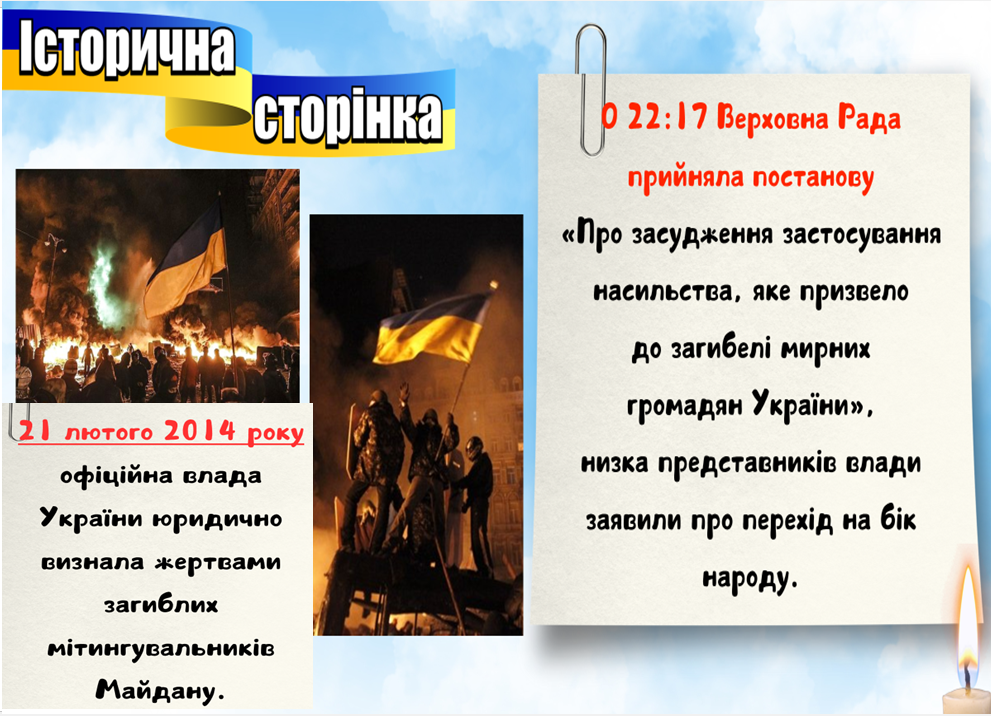 Історична
сторінка
21 лютого 2014 року
офіційна влада
України юридично
визнала жертвами
загиблих
мітингувальників
Майдану.
О 22:17 Верховна Рада
прийняла постанову
«Про засудження застосування
насильства, яке призвело
до загибелі мирних
громадян України»,
низка представників влади
заявили про перехід на бік
народу.